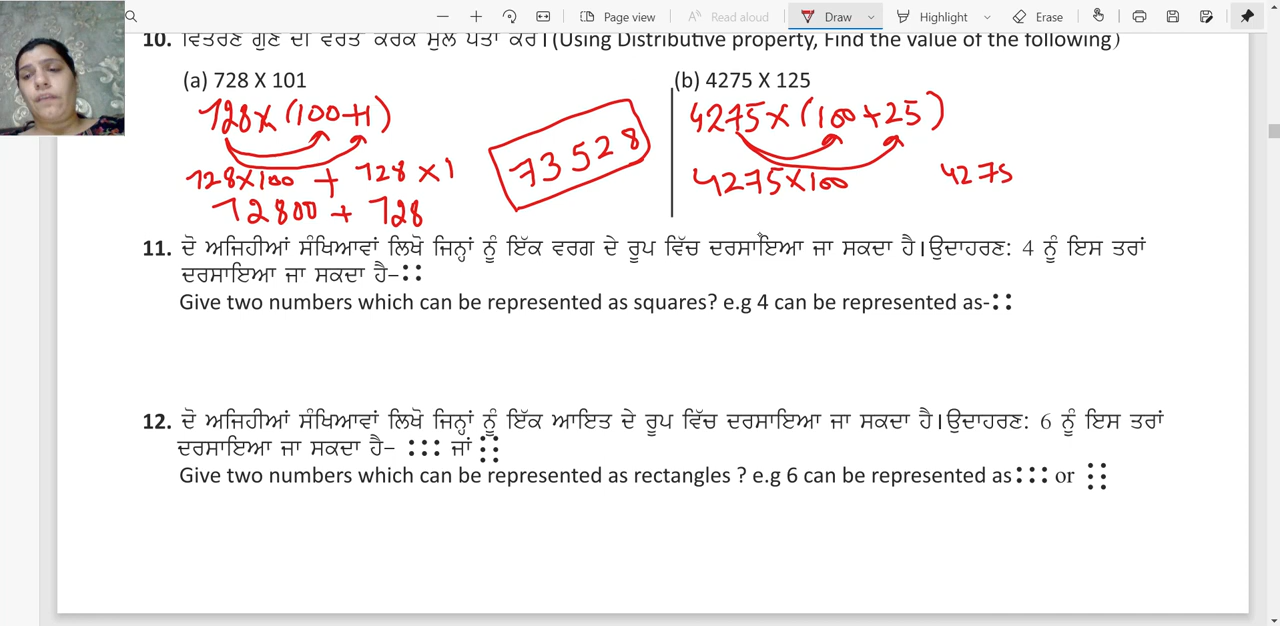 Page view
Read aloud
Draw
Highlight
Erase
10. ਵਿਤਰਣ ਗੁਣ ਦੀ ਵਰਤੋਂ ਕਰਕੇ ਮੁੱਲ ਪਤਾ ਕਰੋ।(Using Distributive property, Find the value of the following)
(a) 728 X 101
728 x (100+1)
728 x 100 + 728 x 1
72800 + 728
73528
(b) 4275 X 125
4275 x (100 + 25)
4275 x 100
4275
11. ਦੋ ਅਜਿਹੀਆਂ ਸੰਖਿਆਵਾਂ ਲਿਖੋ ਜਿਨ੍ਹਾਂ ਨੂੰ ਇੱਕ ਵਰਗ ਦੇ ਰੂਪ ਵਿੱਚ ਦਰਸਾਇਆ ਜਾ ਸਕਦਾ ਹੈ।ਉਦਾਹਰਣ: 4 ਨੂੰ ਇਸ ਤਰਾਂ
ਦਰਸਾਇਆ ਜਾ ਸਕਦਾ ਹੈ–
Give two numbers which can be represented as squares? e.g 4 can be represented as-
12. ਦੋ ਅਜਿਹੀਆਂ ਸੰਖਿਆਵਾਂ ਲਿਖੋ ਜਿਨ੍ਹਾਂ ਨੂੰ ਇੱਕ ਆਇਤ ਦੇ ਰੂਪ ਵਿੱਚ ਦਰਸਾਇਆ ਜਾ ਸਕਦਾ ਹੈ।ਉਦਾਹਰਣ: 6 ਨੂੰ ਇਸ ਤਰਾਂ
ਦਰਸਾਇਆ ਜਾ ਸਕਦਾ ਹੈ– ਜਾਂ
Give two numbers which can be represented as rectangles ? e.g 6 can be represented as or